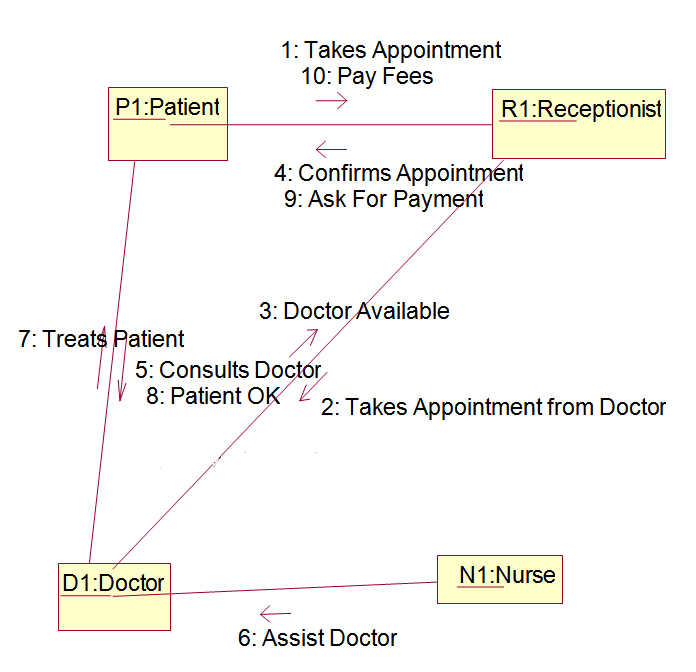 1: Takes Appointment
10: Pay Fees
P1:Patient
R1:Receptionist
4: Confirms Appointment
9: Ask For Payment
3: Doctor Available
7: Treats Patient
5: Consults Doctor
8: Patient OK
2: Takes Appointment from Doctor
D1:Doctor
N1:Nurse
6: Assist Doctor